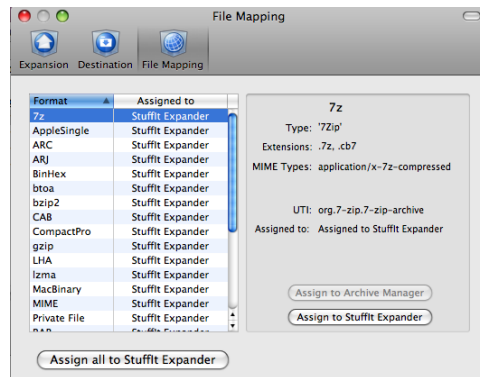 File Mapping
Expansion Destination File Mapping
Format Assigned to
7z StuffIt Expander
AppleSingle StuffIt Expander
ARC StuffIt Expander
ARJ StuffIt Expander
BinHex StuffIt Expander
btoa StuffIt Expander
bzip2 StuffIt Expander
CAB StuffIt Expander
CompactPro StuffIt Expander
gzip StuffIt Expander
LHA StuffIt Expander
lzma StuffIt Expander
MacBinary StuffIt Expander
MIME StuffIt Expander
Private File StuffIt Expander
7z
Type: '7Zip'
Extensions: .7z, .cb7
MIME Types: application/x-7z-compressed
UTI: org.7-zip.7-zip-archive
Assigned to: Assigned to StuffIt Expander
Assign to Archive Manager
Assign to StuffIt Expander
Assign all to StuffIt Expander